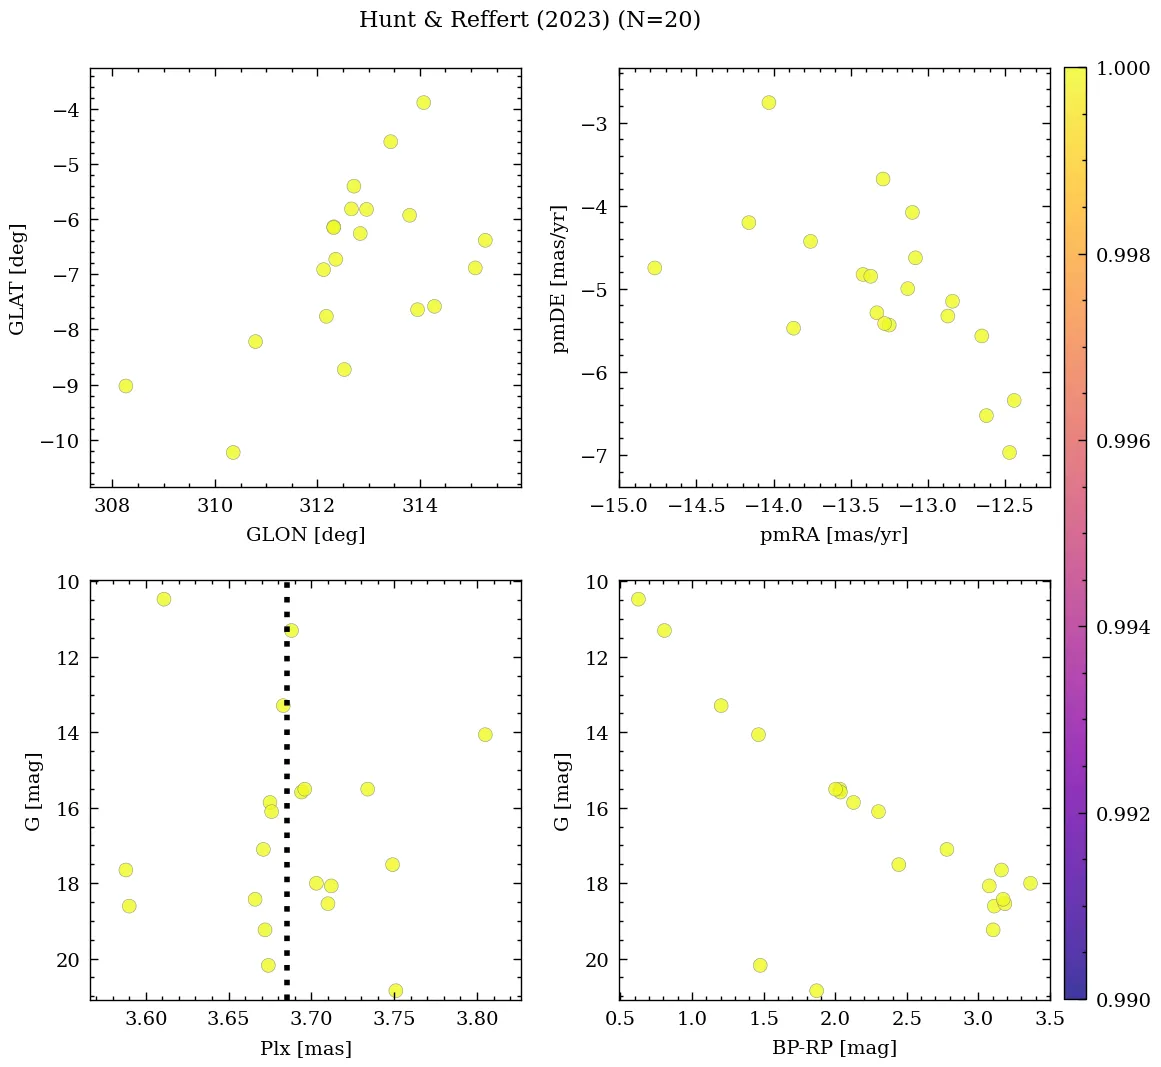 Hunt & Reffert (2023) (N=20)
−4
−5
−6
−7
−8
−9
−10
GLAT [deg]
308 310 312 314
GLON [deg]
−3
−4
−5
−6
−7
pmDE [mas/yr]
−15.0 −14.5 −14.0 −13.5 −13.0 −12.5
pmRA [mas/yr]
10
12
14
16
18
20
G [mag]
3.60 3.65 3.70 3.75 3.80
Plx [mas]
10
12
14
16
18
20
G [mag]
0.5 1.0 1.5 2.0 2.5 3.0 3.5
BP-RP [mag]
1.000
0.998
0.996
0.994
0.992
0.990